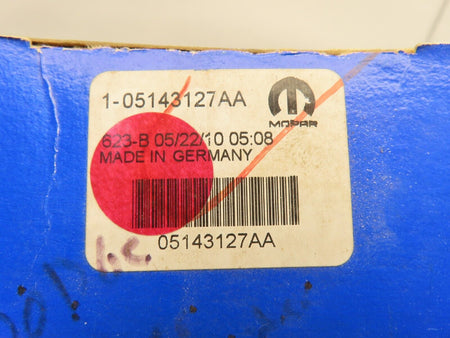 1-05143127AA
MOPAR
623-B 05/22/10 05:08
MADE IN GERMANY
05143127AA